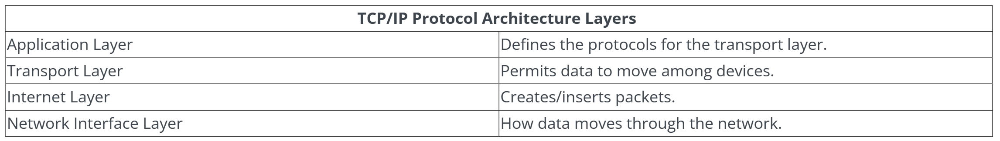 TCP/IP Protocol Architecture Layers
Application Layer Defines the protocols for the transport layer.
Transport Layer Permits data to move among devices.
Internet Layer Creates/inserts packets.
Network Interface Layer How data moves through the network.